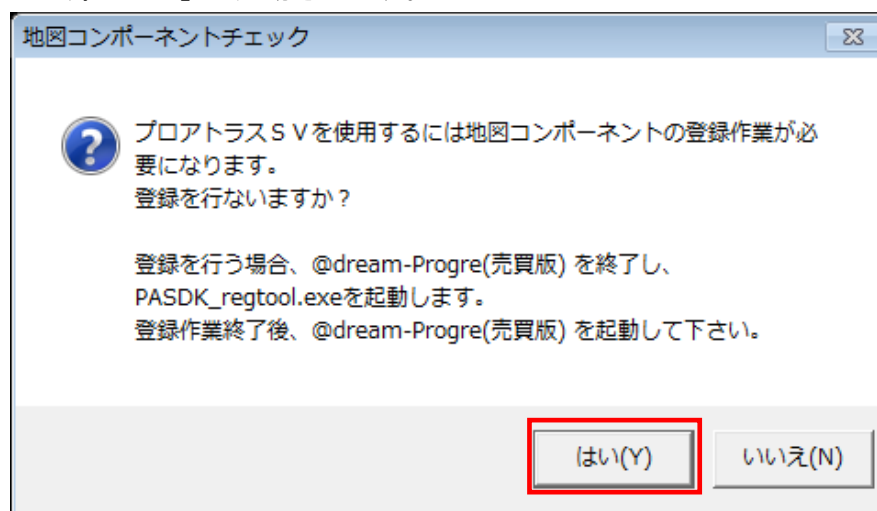 地図コンポーネントチェック
プロアトラスＳＶを使用するには地図コンポーネントの登録作業が必
要になります。
登録を行ないますか？
登録を行う場合、@dream-Progre(売買版) を終了し、
PASDK_regtool.exeを起動します。
登録作業終了後、@dream-Progre(売買版) を起動して下さい。
はい(Y)
いいえ(N)